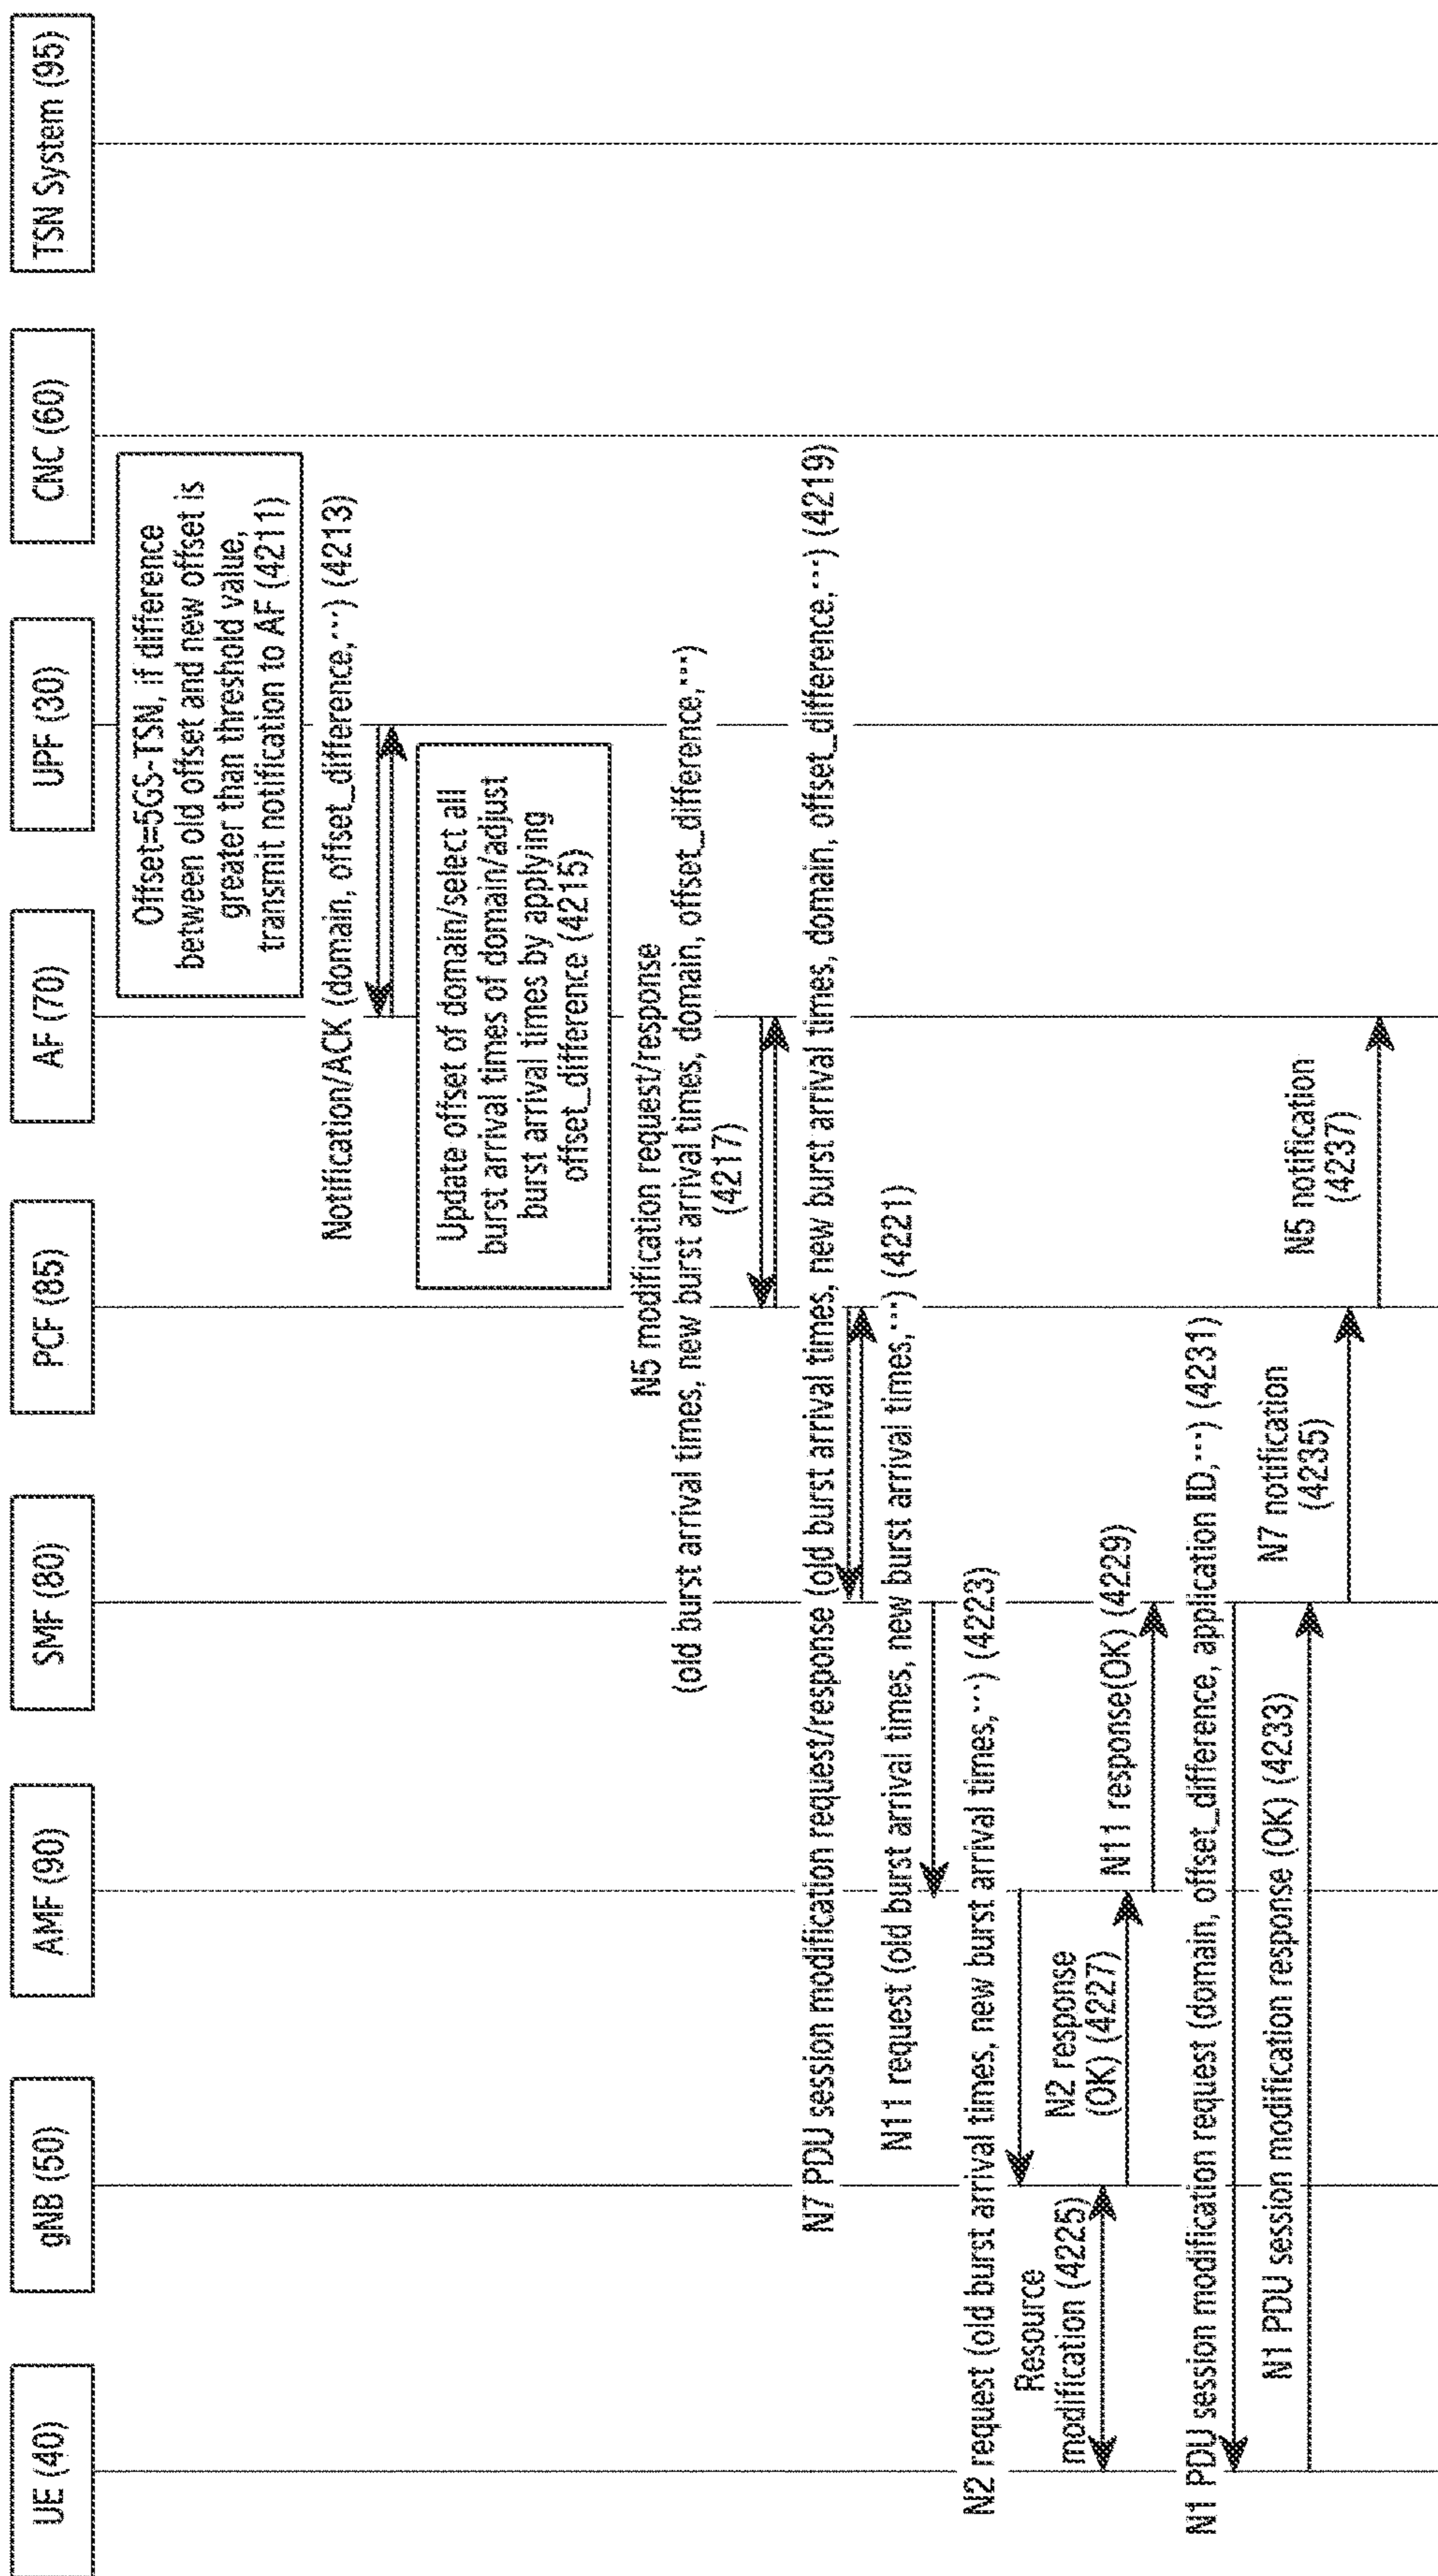 UE (40)
gNB (50)
AMF (90)
SMF (80)
PCF (85)
AF (70)
UPF (30)
CNC (60)
TSN System (95)
Offset=5GS-TSN, if difference
between old offset and new offset is
greater than threshold value,
transmit notification to AF (4211)
Notification/ACK (domain, offset_difference,···) (4213)
Update offset of domain/select all
burst arrival times of domain/adjust
burst arrival times by applying
offset_difference (4215)
N5 modification request/response
(old burst arrival times, new burst arrival times, domain, offset_difference,···)
(4217)
N7 PDU session modification request/response (old burst arrival times, new burst arrival times, domain, offset_difference,···) (4219)
N11 request (old burst arrival times, new burst arrival times,···) (4221)
N2 request (old burst arrival times, new burst arrival times,···) (4223)
Resource
modification (4225)
N2 response
(OK) (4227)
N11 response(OK) (4229)
N1 PDU session modification request (domain, offset_difference, application ID,···) (4231)
N1 PDU session modification response (OK) (4233)
N7 notification
(4235)
N5 notification
(4237)